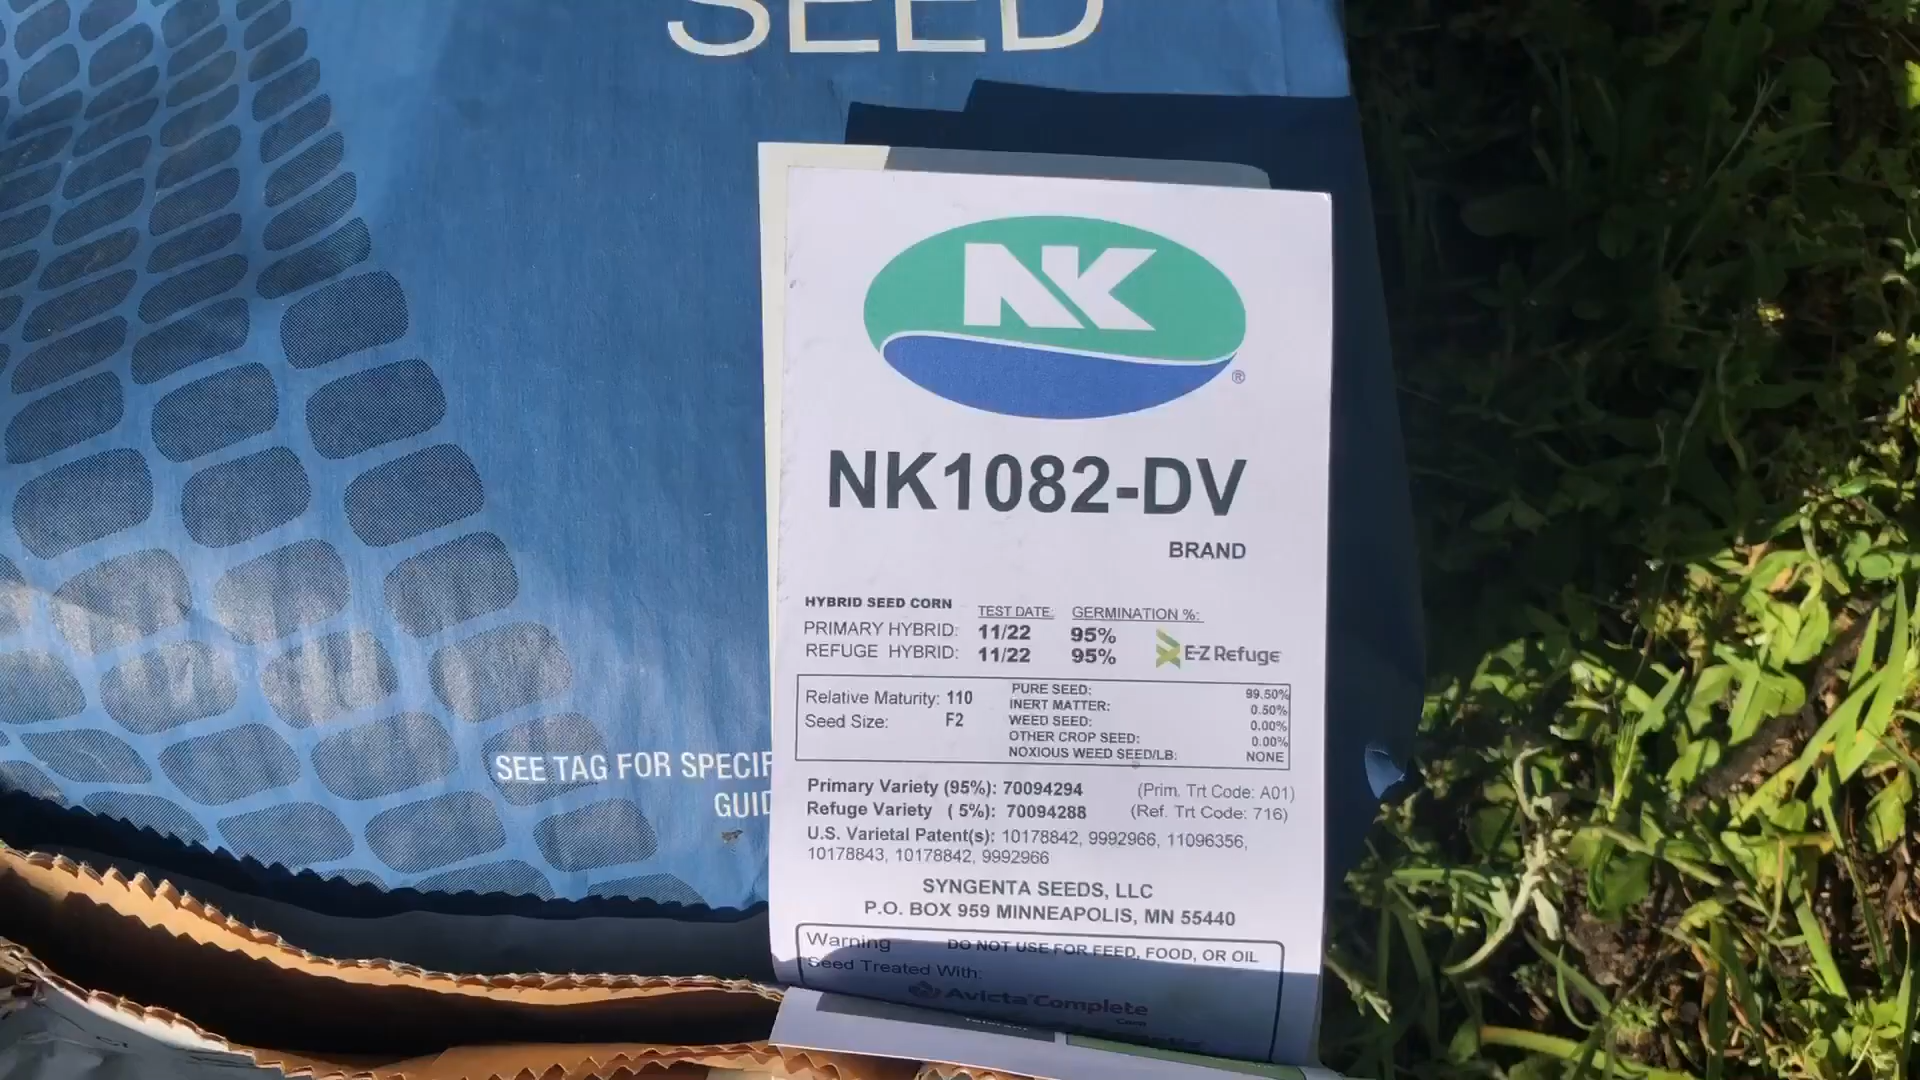 SEED
NK
®
NK1082-DV
BRAND
HYBRID SEED CORN TEST DATE: GERMINATION %:
PRIMARY HYBRID: 11/22 95%
REFUGE HYBRID: 11/22 95%
E-Z Refuge
Relative Maturity: 110
Seed Size: F2
PURE SEED: 99.50%
INERT MATTER: 0.50%
WEED SEED: 0.00%
OTHER CROP SEED: 0.00%
NOXIOUS WEED SEED/LB: NONE
SEE TAG FOR SPECIF
GUID
Primary Variety (95%): 70094294 (Prim. Trt Code: A01)
Refuge Variety ( 5%): 70094288 (Ref. Trt Code: 716)
U.S. Varietal Patent(s): 10178842, 9992966, 11096356,
10178843, 10178842, 9992966
SYNGENTA SEEDS, LLC
P.O. BOX 959 MINNEAPOLIS, MN 55440
Warning DO NOT USE FOR FEED, FOOD, OR OIL
Seed Treated With:
Avicta Complete
Corn